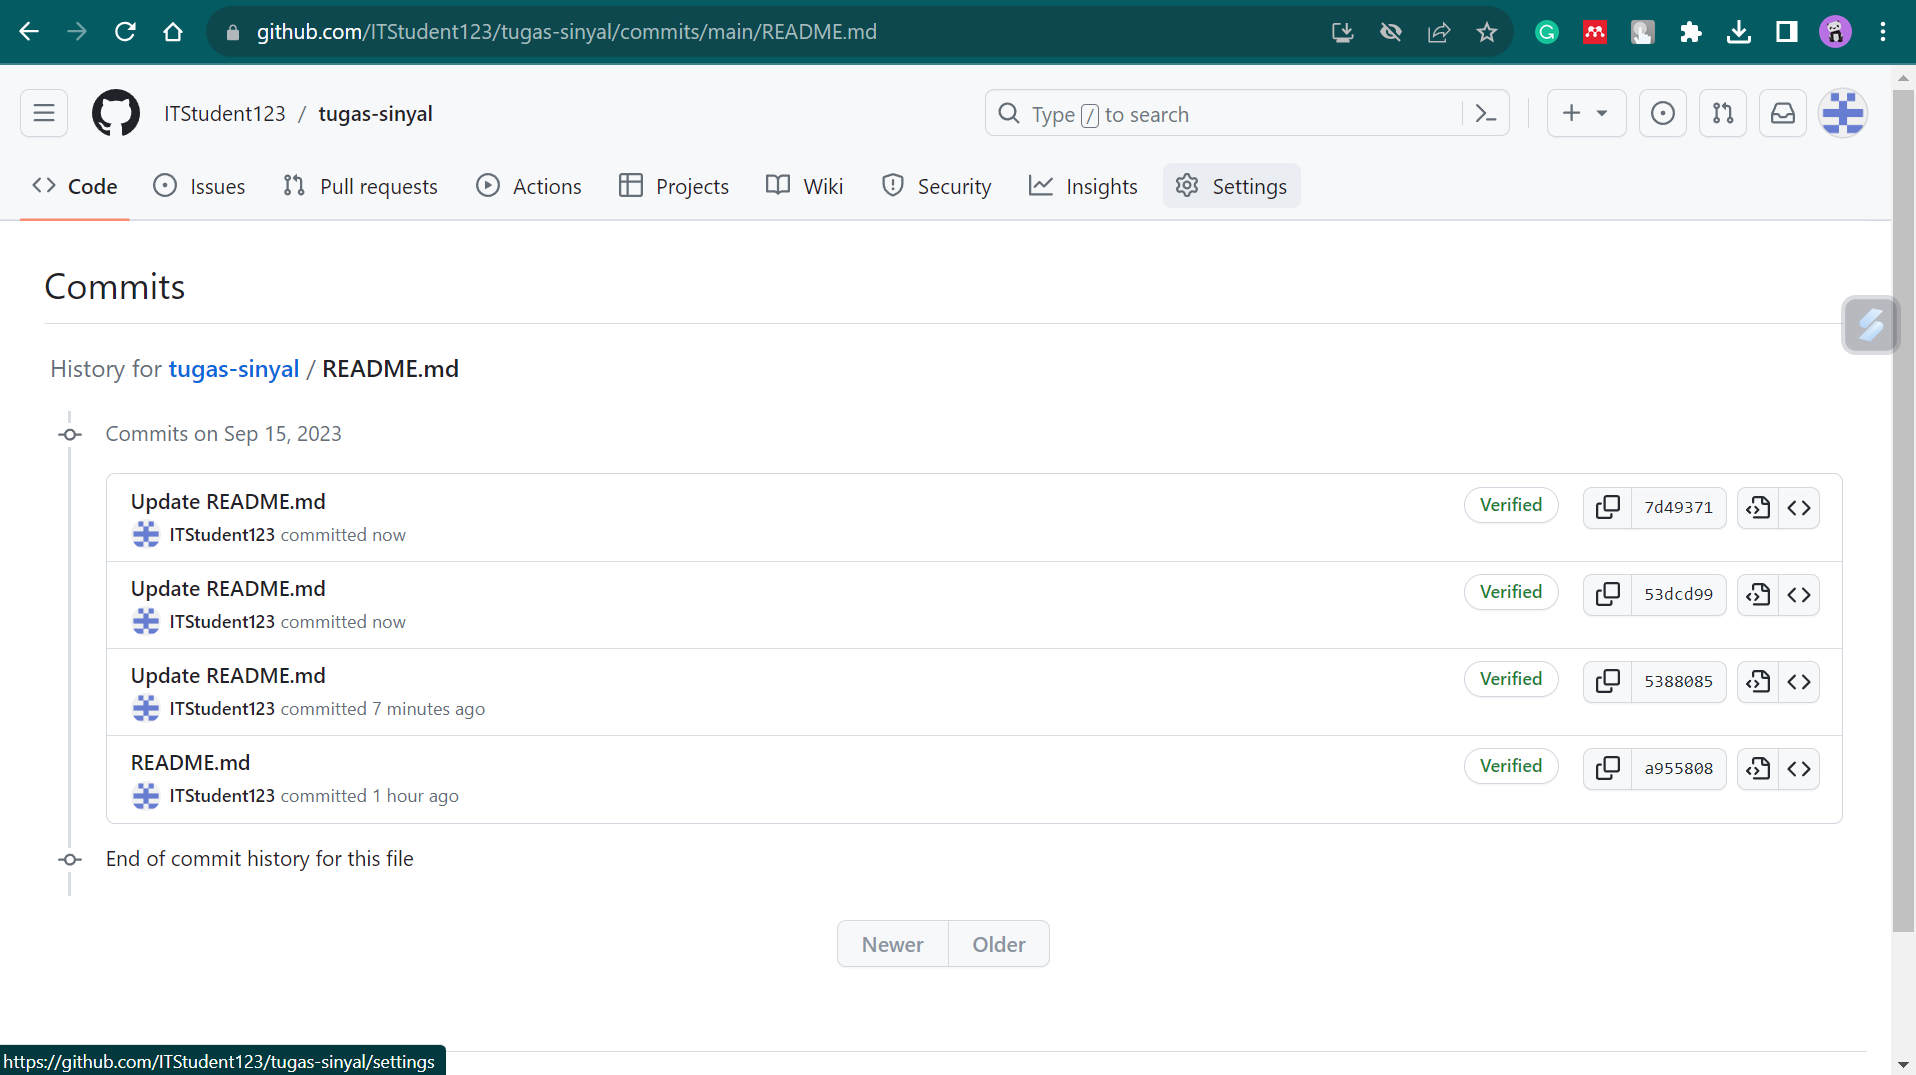 github.com/ITStudent123/tugas-sinyal/commits/main/README.md
ITStudent123 / tugas-sinyal
Type / to search
Code Issues Pull requests Actions Projects Wiki Security Insights Settings
Commits
History for tugas-sinyal / README.md
Commits on Sep 15, 2023
Update README.md
Verified 7d49371
ITStudent123 committed now
Update README.md
Verified 53dcd99
ITStudent123 committed now
Update README.md
Verified 5388085
ITStudent123 committed 7 minutes ago
README.md
Verified a955808
ITStudent123 committed 1 hour ago
End of commit history for this file
Newer Older
https://github.com/ITStudent123/tugas-sinyal/settings